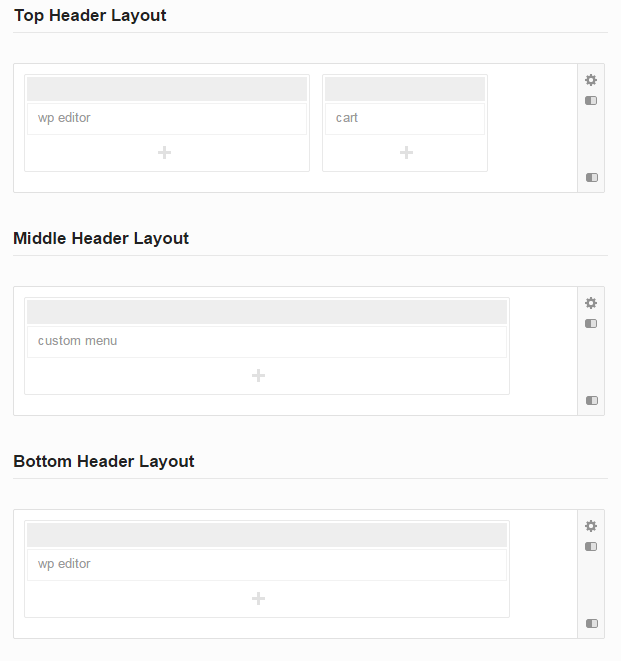 Top Header Layout
wp editor
cart
Middle Header Layout
custom menu
Bottom Header Layout
wp editor